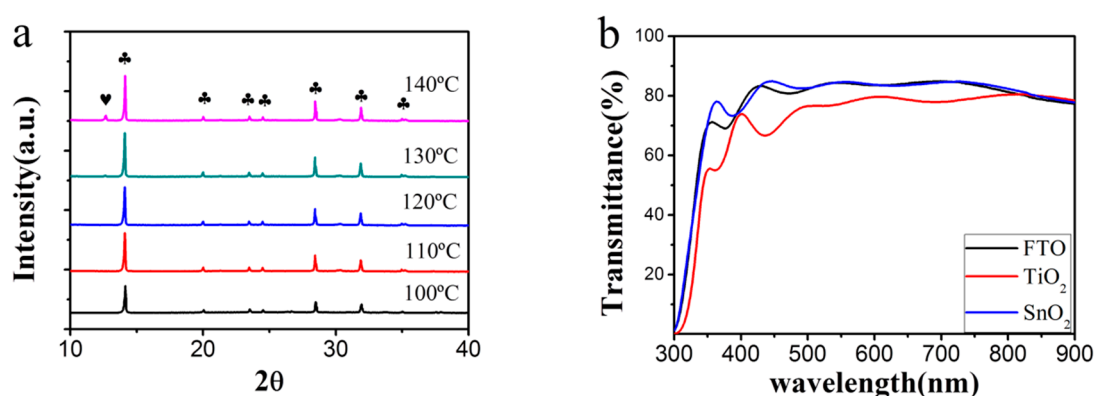 a
Intensity(a.u.)
♥ ♣ ♣ ♣ ♣ ♣ ♣ ♣
140ºC
130ºC
120ºC
110ºC
100ºC
10 20 30 40
2θ
b
Transmittance(%)
100
80
60
40
20
FTO
TiO₂
SnO₂
300 400 500 600 700 800 900
wavelength(nm)